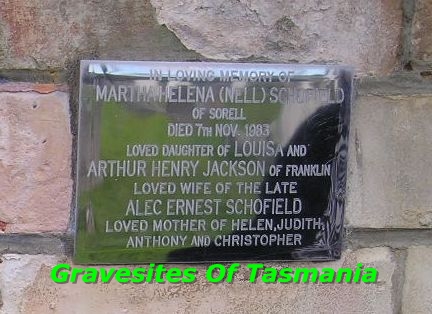 IN LOVING MEMORY OF
MARTHA HELENA (NELL) SCHOFIELD
OF SORELL
DIED 7TH NOV. 1983
LOVED DAUGHTER OF LOUISA AND
ARTHUR HENRY JACKSON OF FRANKLIN
LOVED WIFE OF THE LATE
ALEC ERNEST SCHOFIELD
LOVED MOTHER OF HELEN, JUDITH,
ANTHONY AND CHRISTOPHER
Gravesites Of Tasmania